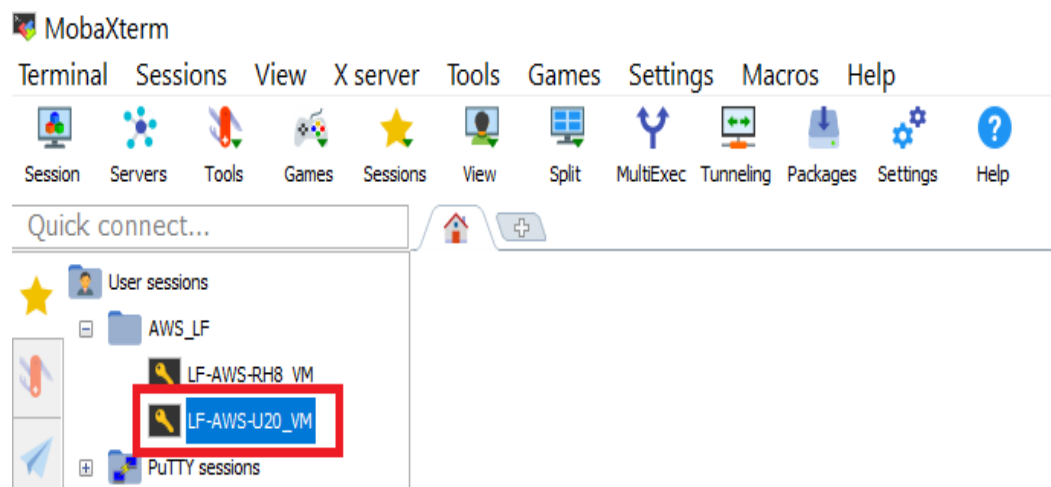 MobaXterm
Terminal Sessions View X server Tools Games Settings Macros Help
Session Servers Tools Games Sessions View Split MultiExec Tunneling Packages Settings Help
Quick connect...
User sessions
AWS_LF
LF-AWS-RH8_VM
LF-AWS-U20_VM
PuTTY sessions